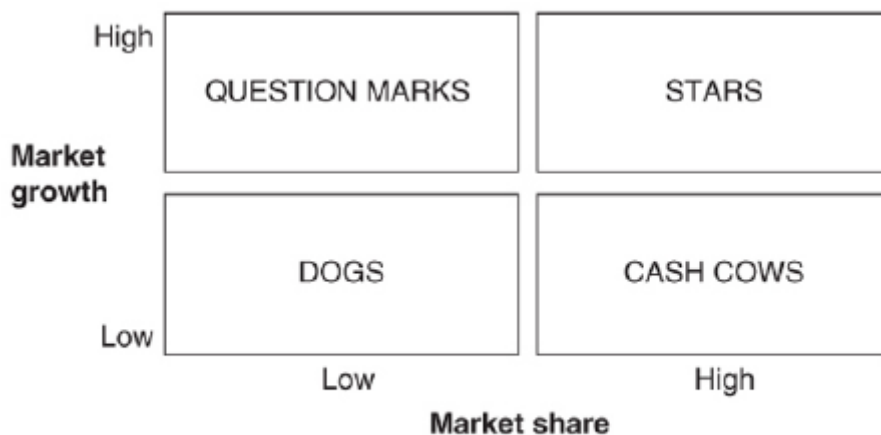 High
QUESTION MARKS
STARS
Market
growth
DOGS
CASH COWS
Low
Low
High
Market share